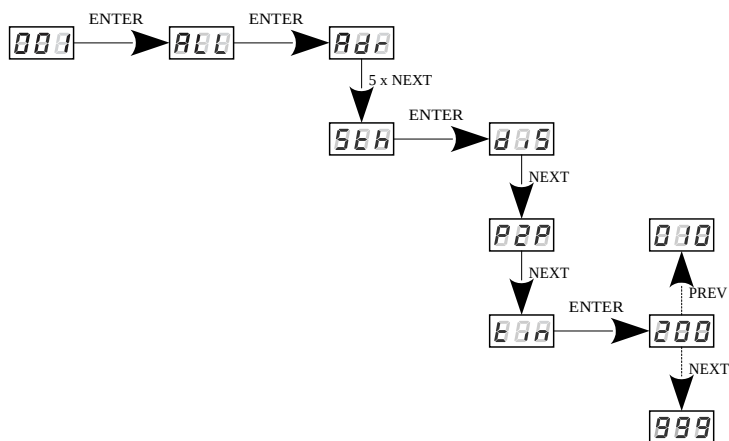 ENTER ENTER
001 ALL Adr
5 x NEXT
ENTER
Sth diS
NEXT
P2P 010
NEXT PREV
ENTER
tin 200
NEXT
999